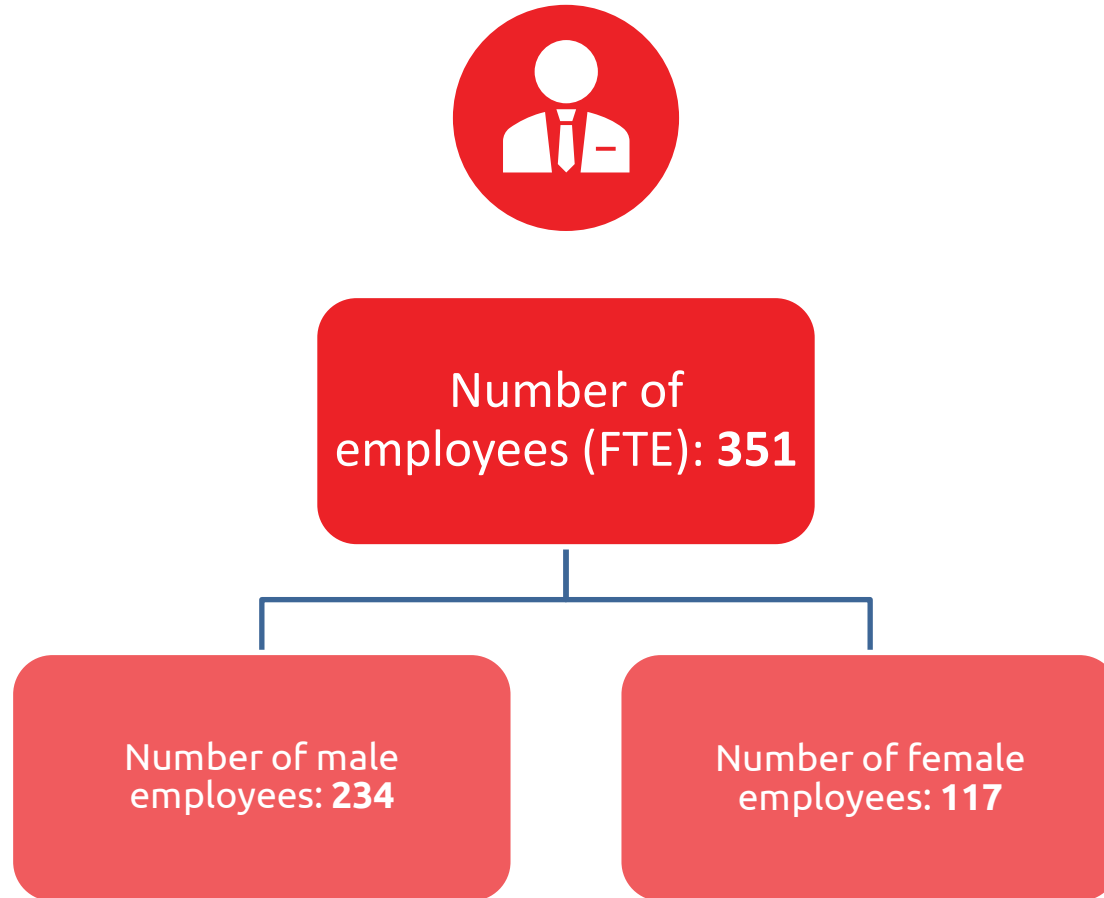 Number of
employees (FTE): 351
Number of male
employees: 234
Number of female
employees: 117